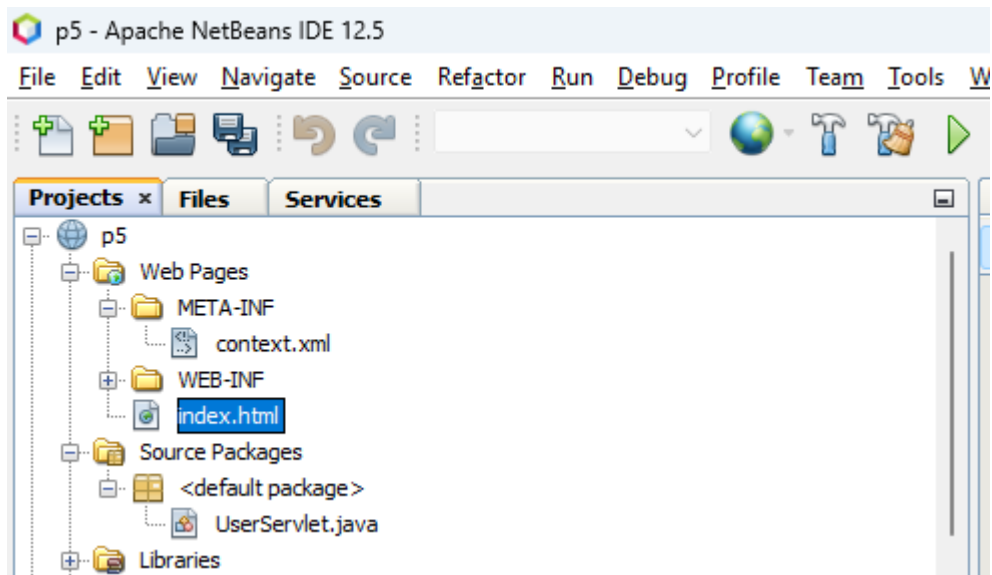 p5 - Apache NetBeans IDE 12.5
File Edit View Navigate Source Refactor Run Debug Profile Team Tools W
Projects × Files Services
p5
Web Pages
META-INF
context.xml
WEB-INF
index.html
Source Packages
<default package>
UserServlet.java
Libraries